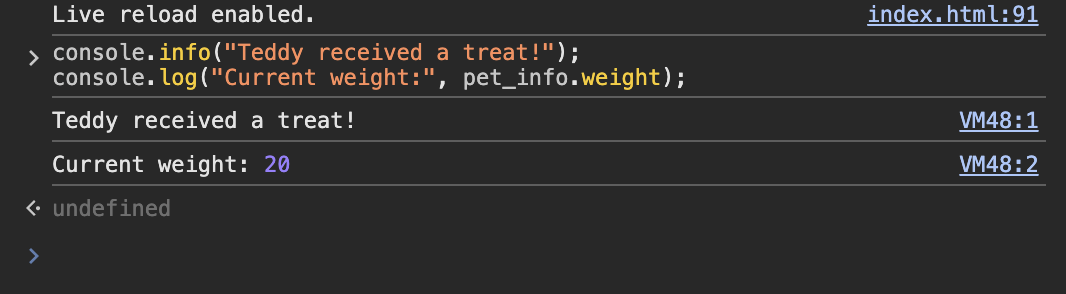 Live reload enabled. index.html:91
console.info("Teddy received a treat!");
console.log("Current weight:", pet_info.weight);
Teddy received a treat! VM48:1
Current weight: 20 VM48:2
undefined